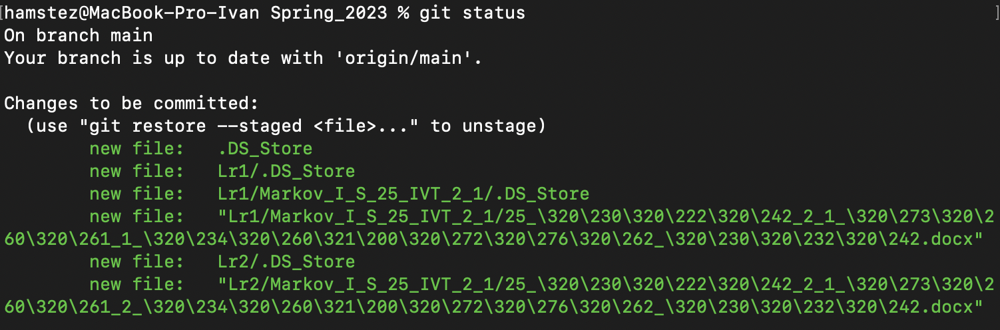 [hamstez@MacBook-Pro-Ivan Spring_2023 % git status ]
On branch main
Your branch is up to date with 'origin/main'.
Changes to be committed:
(use "git restore --staged <file>..." to unstage)
new file: .DS_Store
new file: Lr1/.DS_Store
new file: Lr1/Markov_I_S_25_IVT_2_1/.DS_Store
new file: "Lr1/Markov_I_S_25_IVT_2_1/25_\320\230\320\222\320\242_2_1_\320\273\320\2
60\320\261_1_\320\234\320\260\321\200\320\272\320\276\320\262_\320\230\320\232\320\242.docx"
new file: Lr2/.DS_Store
new file: "Lr2/Markov_I_S_25_IVT_2_1/25_\320\230\320\222\320\242_2_1_\320\273\320\2
60\320\261_2_\320\234\320\260\321\200\320\272\320\276\320\262_\320\230\320\232\320\242.docx"